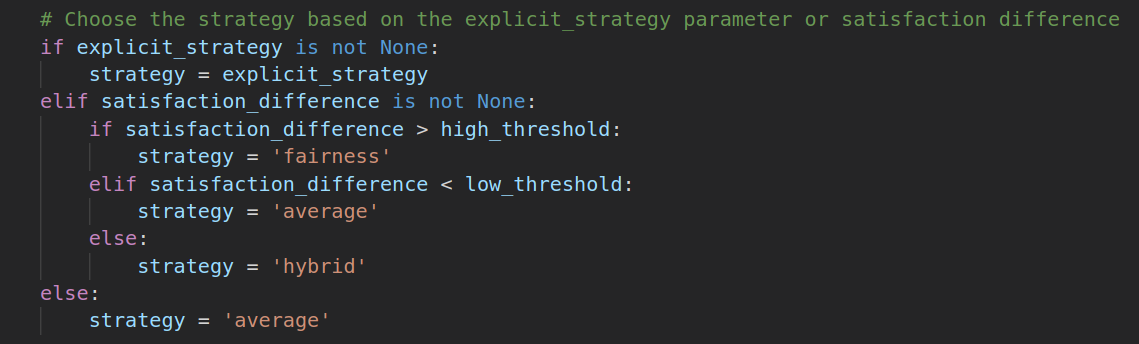 # Choose the strategy based on the explicit_strategy parameter or satisfaction difference
if explicit_strategy is not None:
    strategy = explicit_strategy
elif satisfaction_difference is not None:
    if satisfaction_difference > high_threshold:
        strategy = 'fairness'
    elif satisfaction_difference < low_threshold:
        strategy = 'average'
    else:
        strategy = 'hybrid'
else:
    strategy = 'average'